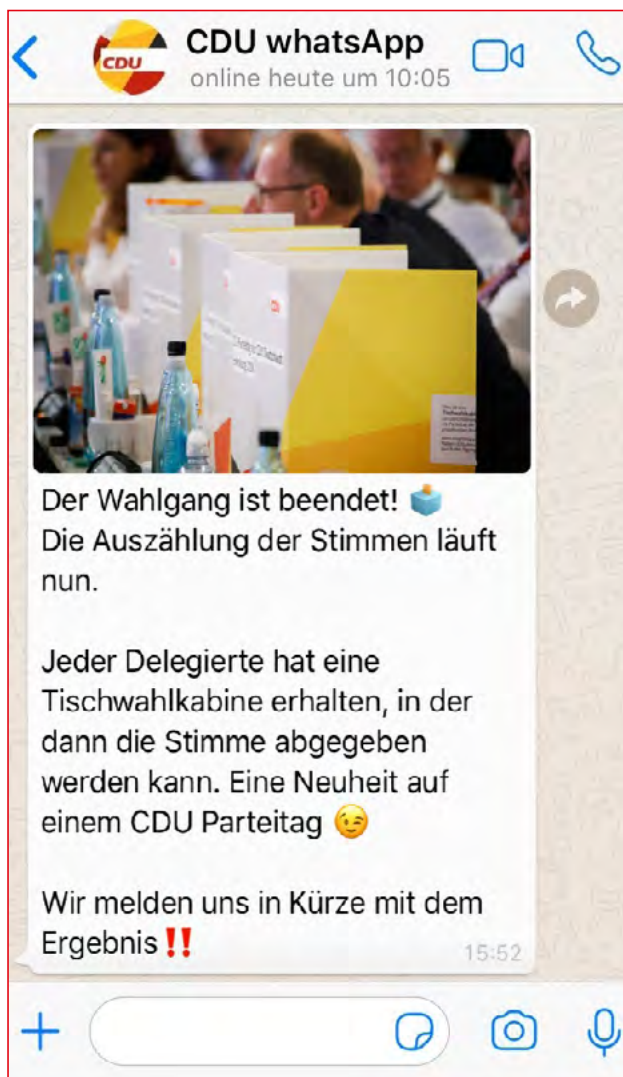 CDU
CDU whatsApp
online heute um 10:05
Der Wahlgang ist beendet! 🗳️
Die Auszählung der Stimmen läuft
nun.
Jeder Delegierte hat eine
Tischwahlkabine erhalten, in der
dann die Stimme abgegeben
werden kann. Eine Neuheit auf
einem CDU Parteitag 😉
Wir melden uns in Kürze mit dem
Ergebnis‼️
15:52